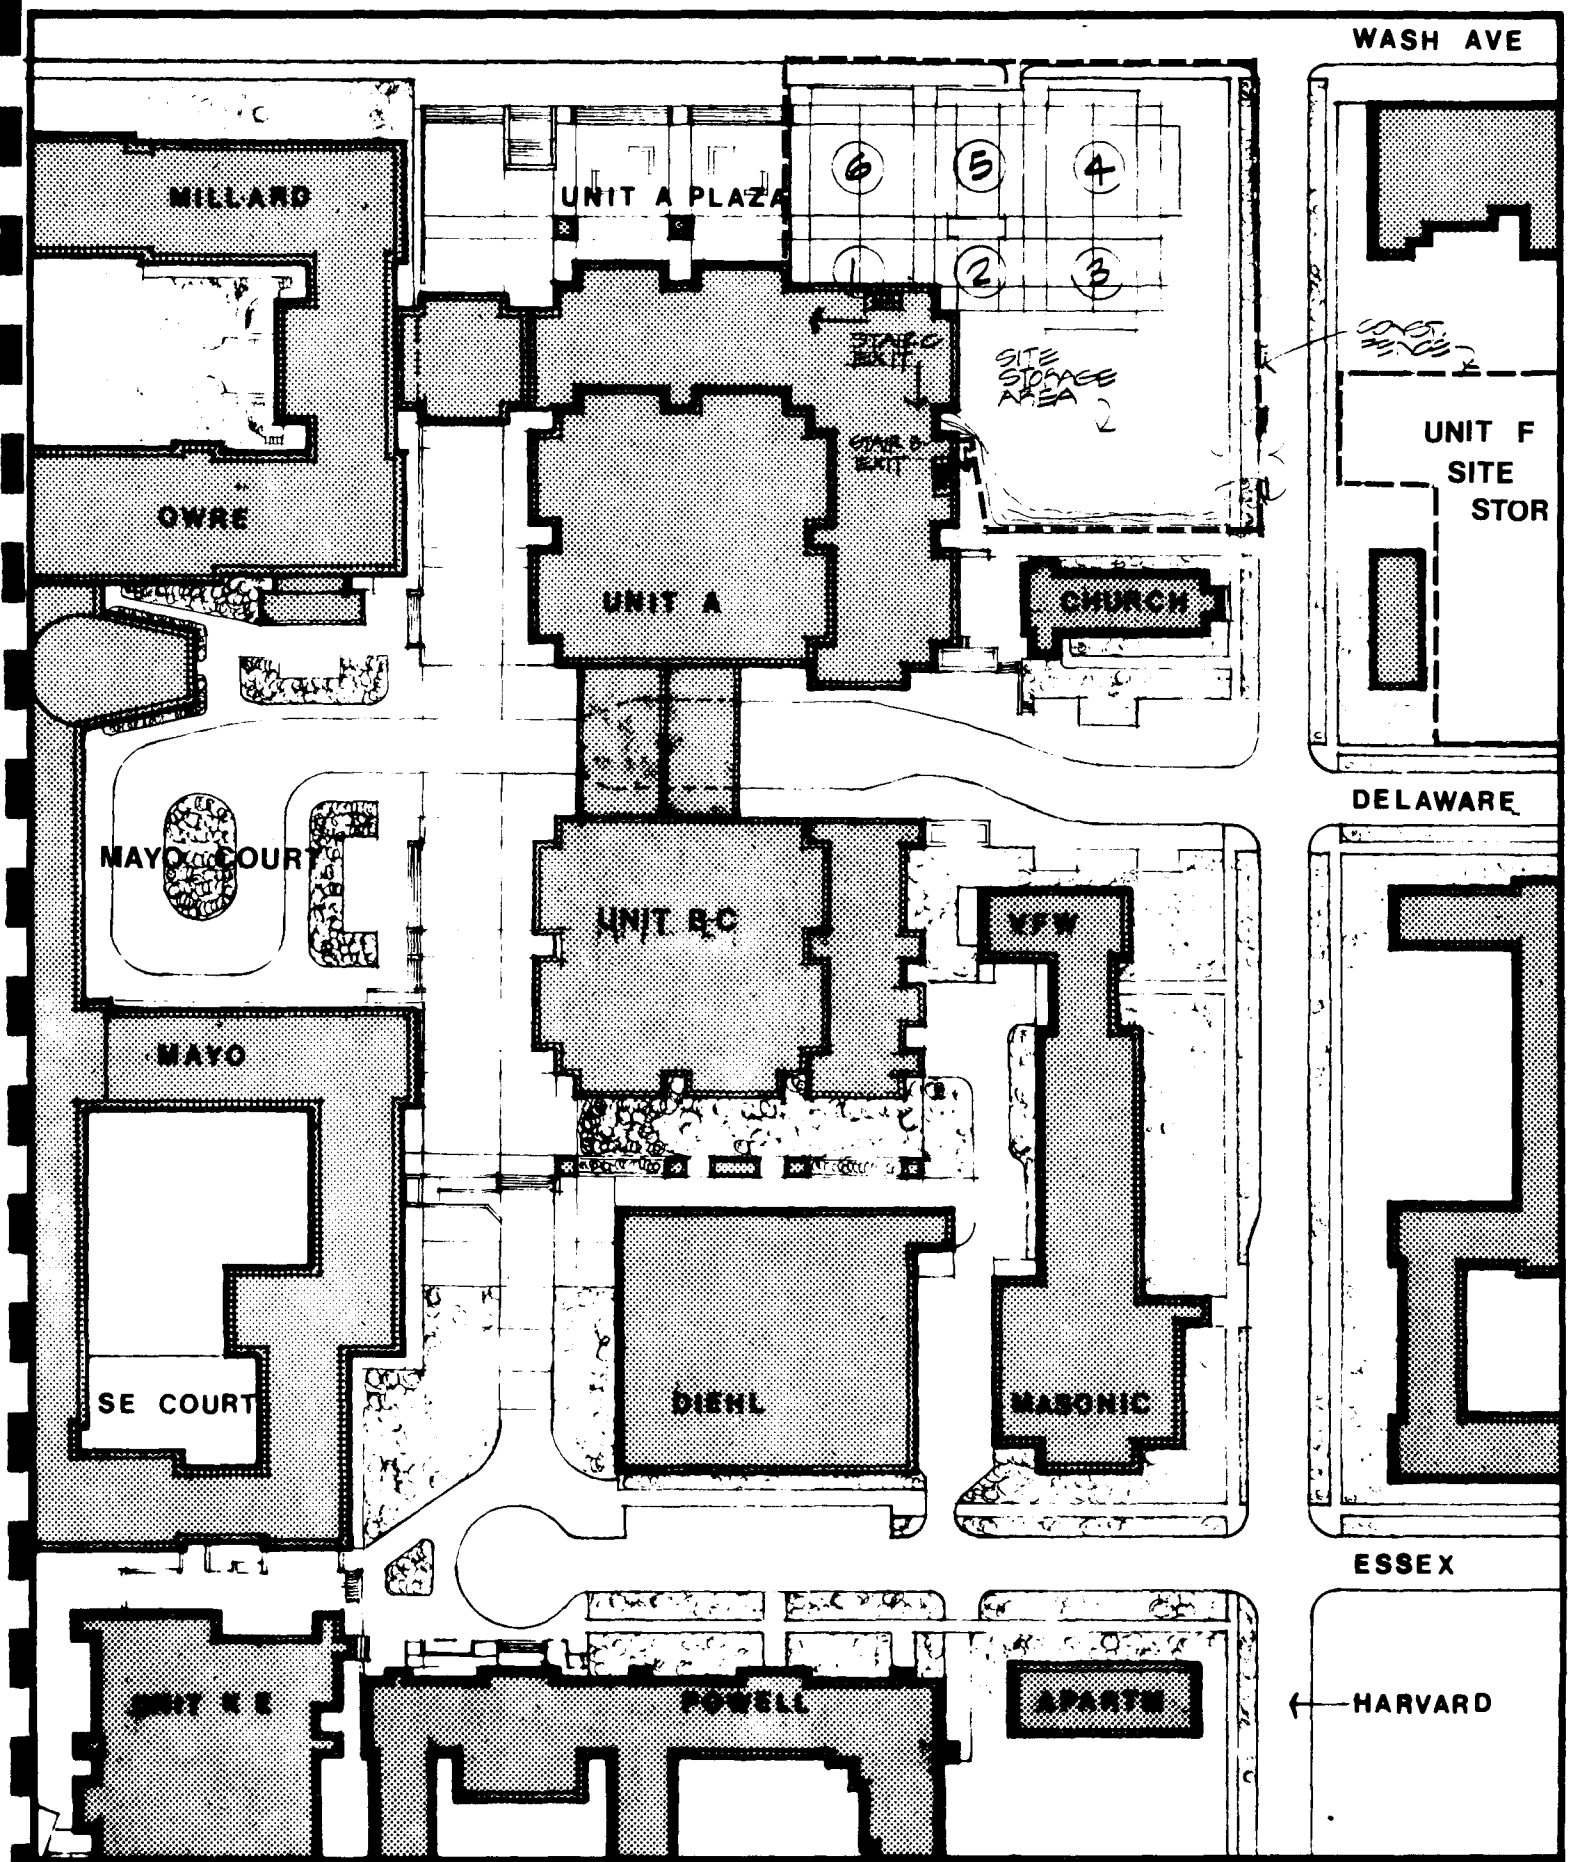 WASH AVE
MILLARD
UNIT A PLAZA
6
5
4
1
2
3
STAIR C
EXIT
SITE
STORAGE
AREA
CONST.
FENCE
STAIR B
EXIT
UNIT F
SITE
STOR
OWRE
UNIT A
CHURCH
DELAWARE
MAYO COURT
UNIT B-C
VFW
MAYO
SE COURT
DIEHL
MASONIC
ESSEX
UNIT K E
POWELL
APARTM
HARVARD